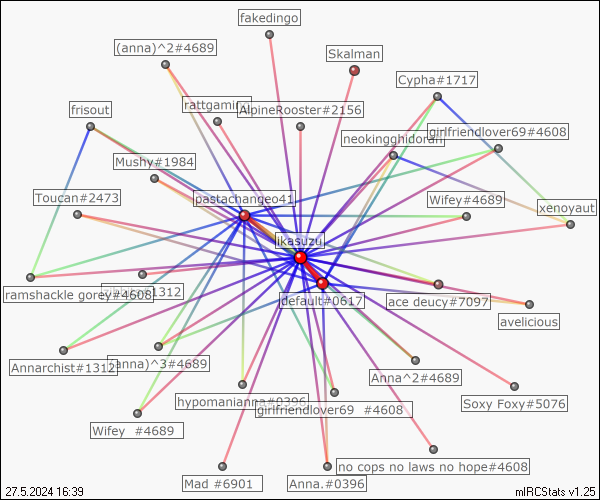 fakedingo
(anna)^2#4689
Skalman
Cypha#1717
frisout
AlpineRooster#2156
girlfriendlover69#4608
Mushy#1984
pastachangeo41
Toucan#2473
Wifey#4689
xenoyaut
ikasuzu
ramshackle gorey#4608
1312
default#0617
ace deucy#7097
avelicious
Annarchist#1312
(anna)^3#4689
Anna^2#4689
hypomanianna#0396
girlfriendlover69 #4608
Soxy Foxy#5076
Wifey #4689
no cops no laws no hope#4608
Mad #6901
Anna.#0396
27.5.2024 16:39
mIRCStats v1.25